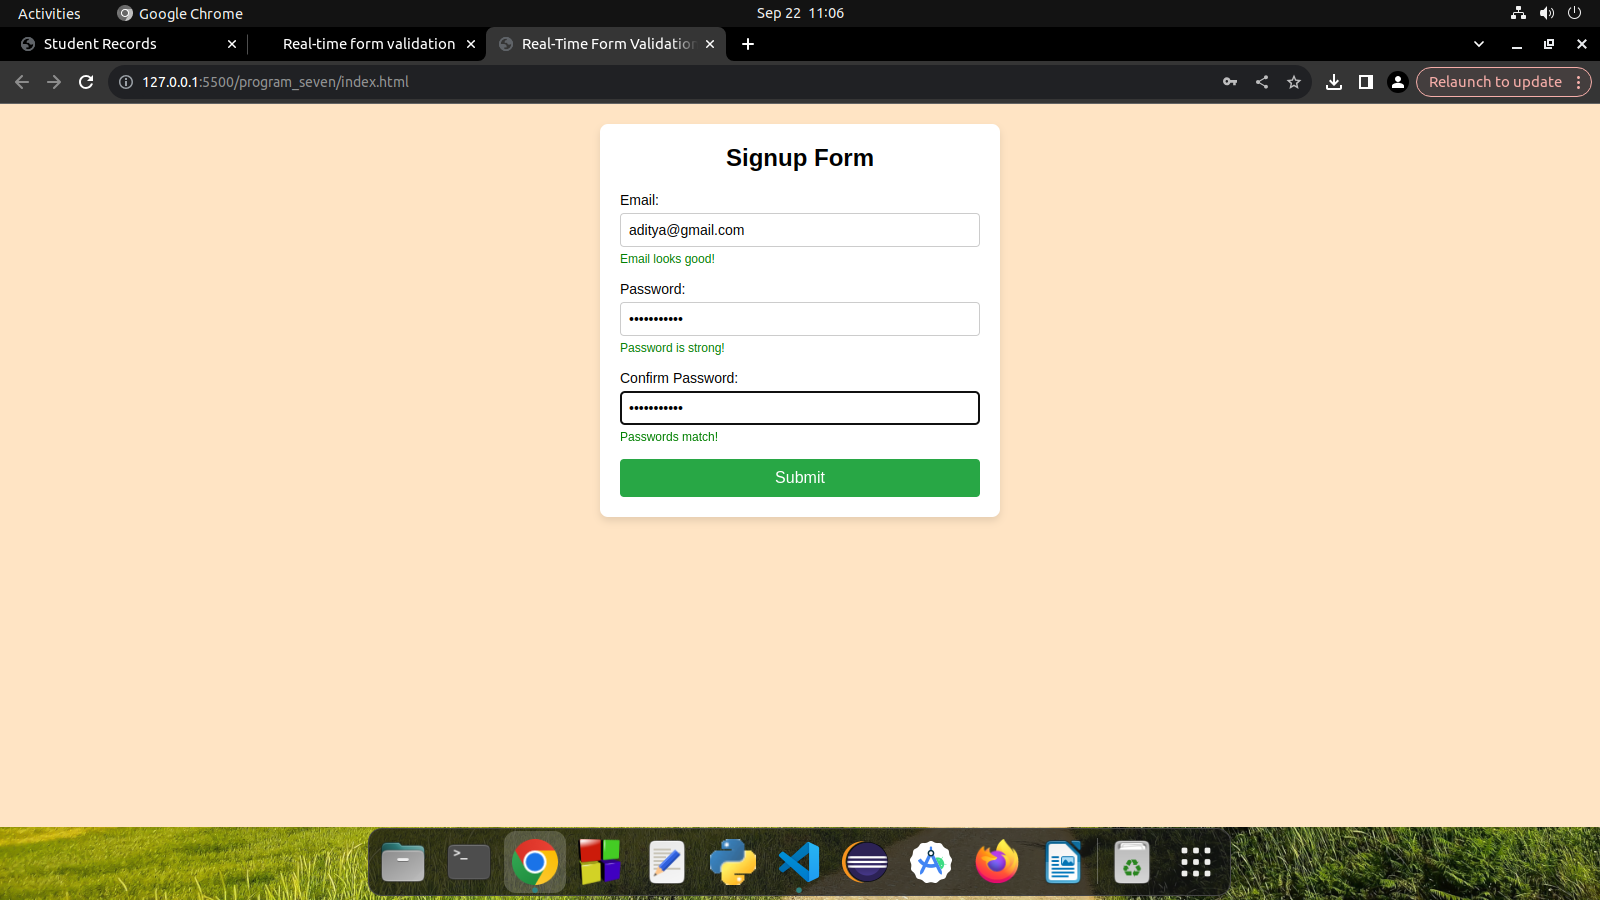 Activities
Google Chrome
Sep 22 11:06
Student Records
Real-time form validation
Real-Time Form Validation
127.0.0.1:5500/program_seven/index.html
Relaunch to update
Signup Form
Email:
aditya@gmail.com
Email looks good!
Password:
•••••••••••
Password is strong!
Confirm Password:
•••••••••••
Passwords match!
Submit